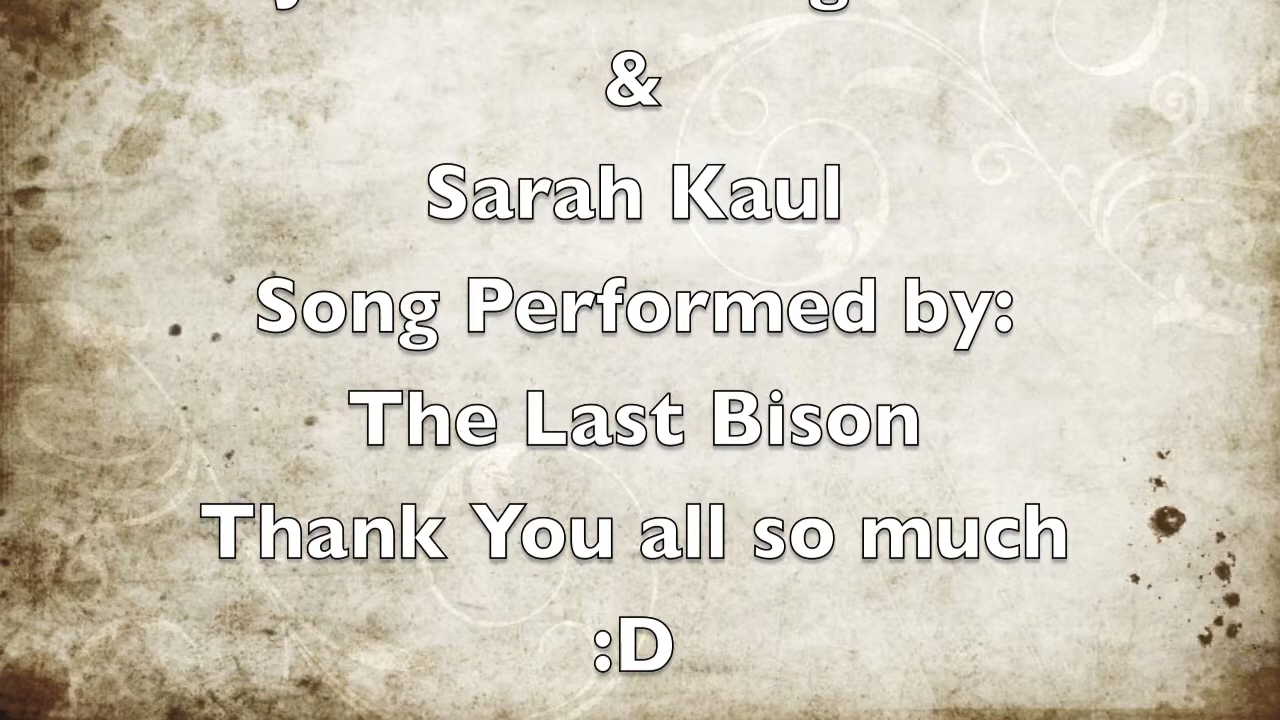 &
Sarah Kaul
Song Performed by:
The Last Bison
Thank You all so much
:D